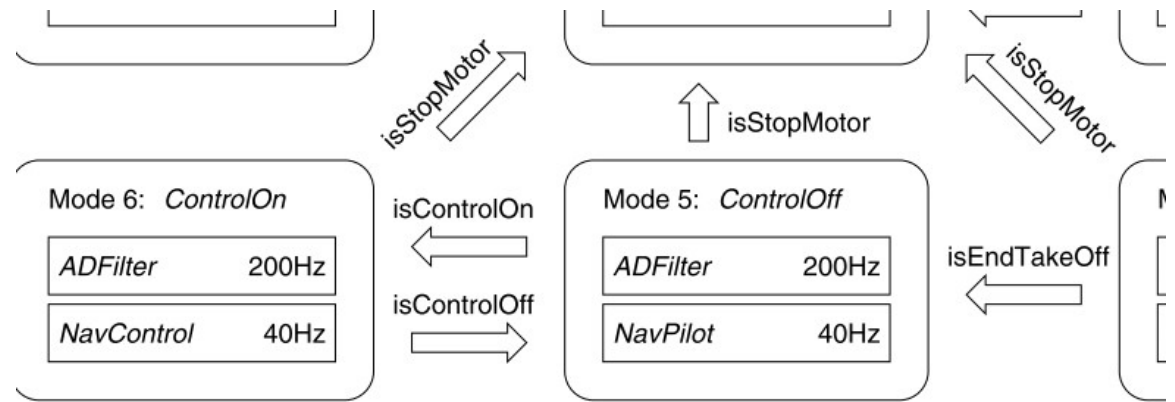 isStopMotor
isStopMotor
isStopMotor
Mode 6: ControlOn
ADFilter 200Hz
NavControl 40Hz
isControlOn
isControlOff
Mode 5: ControlOff
ADFilter 200Hz
NavPilot 40Hz
isEndTakeOff